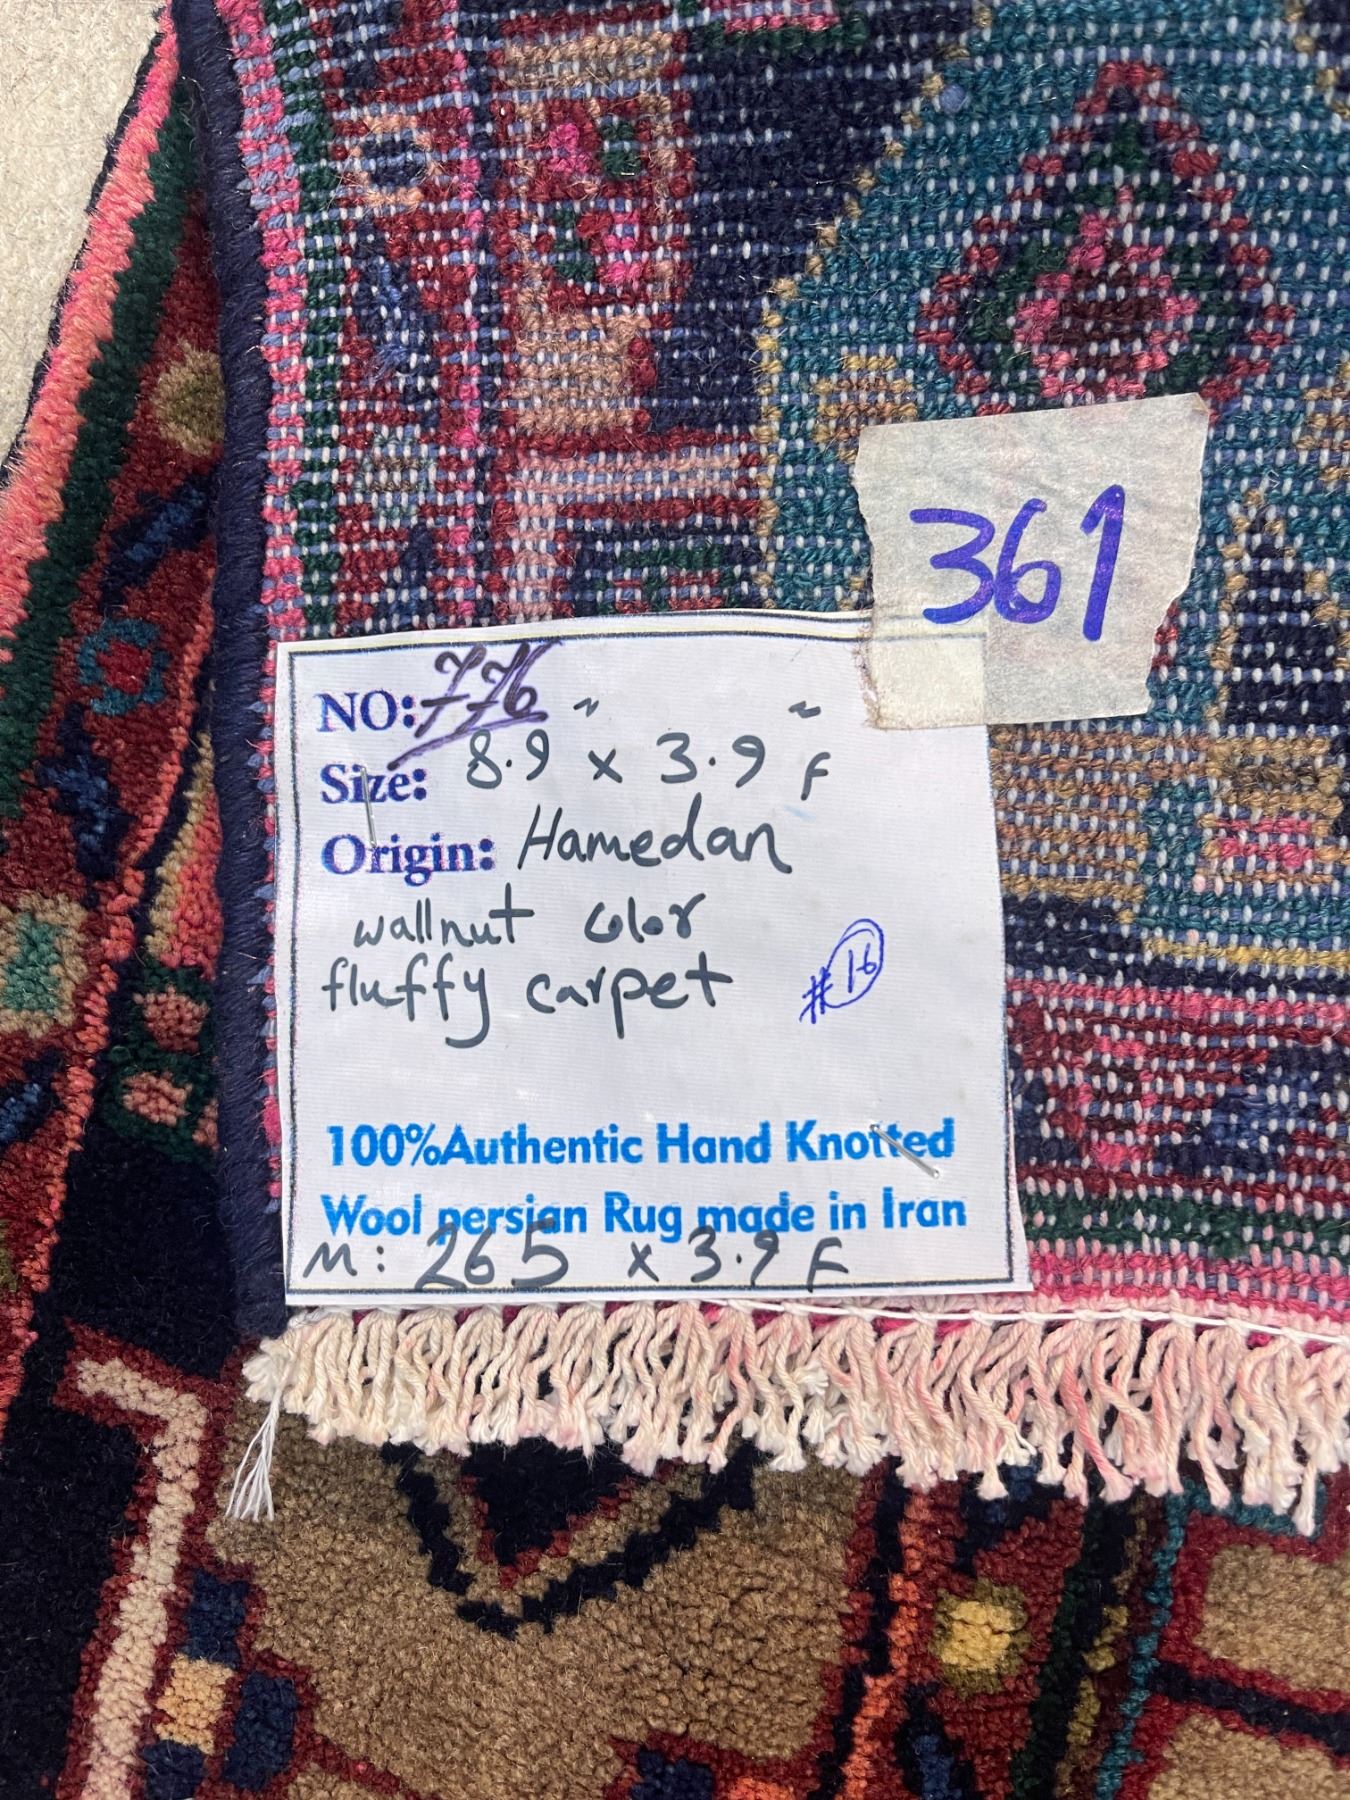 361
NO: 776
Size: 8.9" x 3.9" F
Origin: Hamedan
wallnut color
fluffy carpet
#16
100%Authentic Hand Knotted
Wool persian Rug made in Iran
M: 265 x 3.9 F